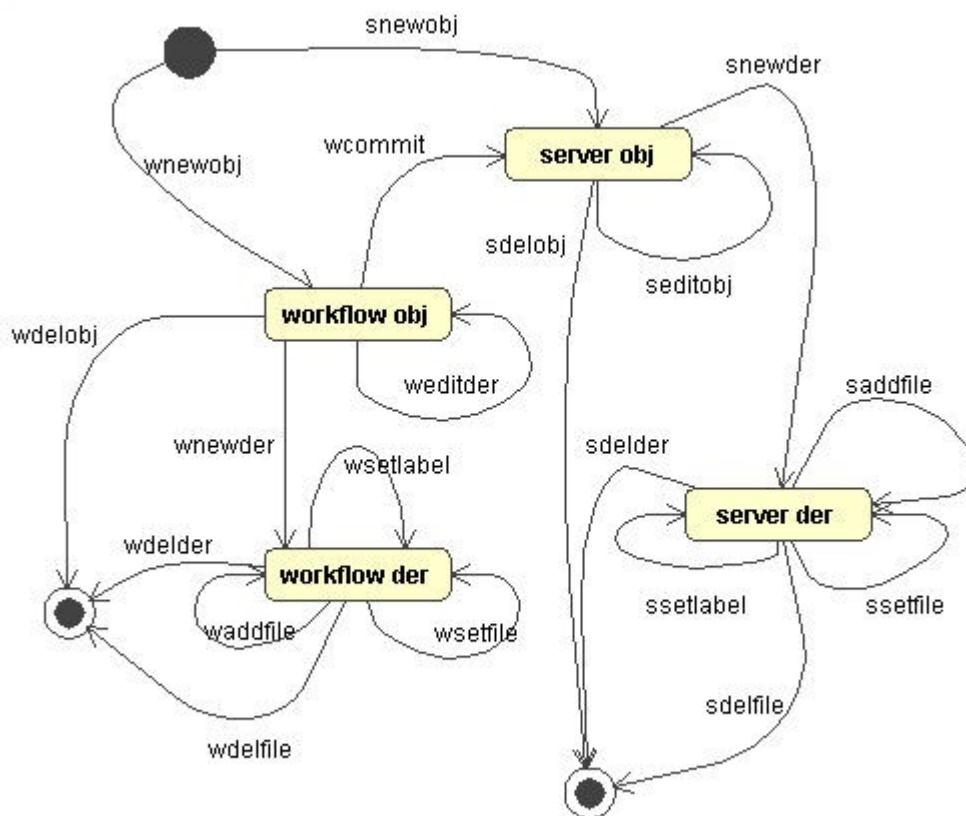 snewobj
snewder
wcommit
server obj
wnewobj
sdelobj
seditobj
workflow obj
wdelobj
weditder
saddfile
wnewder
sdelder
wsetlabel
server der
wdelder
workflow der
ssetlabel
ssetfile
waddfile
wsetfile
sdelfile
wdelfile